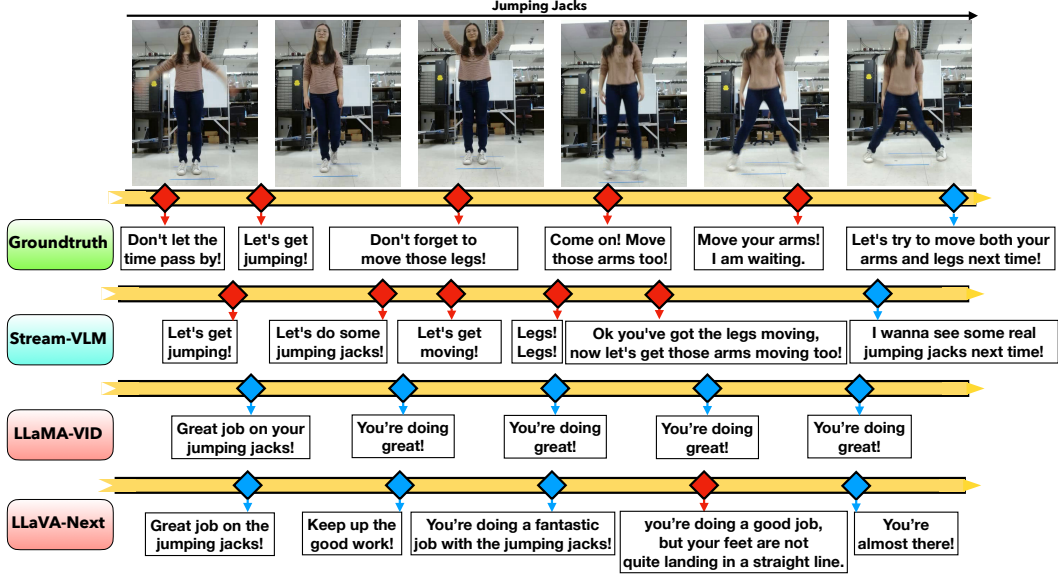 Jumping Jacks
Groundtruth
Don't let the
time pass by!
Let's get
jumping!
Don't forget to
move those legs!
Come on! Move
those arms too!
Move your arms!
I am waiting.
Let's try to move both your
arms and legs next time!
Stream-VLM
Let's get
jumping!
Let's do some
jumping jacks!
Let's get
moving!
Legs!
Legs!
Ok you've got the legs moving,
now let's get those arms moving too!
I wanna see some real
jumping jacks next time!
LLaMA-VID
Great job on your
jumping jacks!
You're doing
great!
You're doing
great!
You're doing
great!
You're doing
great!
LLaVA-Next
Great job on the
jumping jacks!
Keep up the
good work!
You're doing a fantastic
job with the jumping jacks!
you're doing a good job,
but your feet are not
quite landing in a straight line.
You're
almost there!